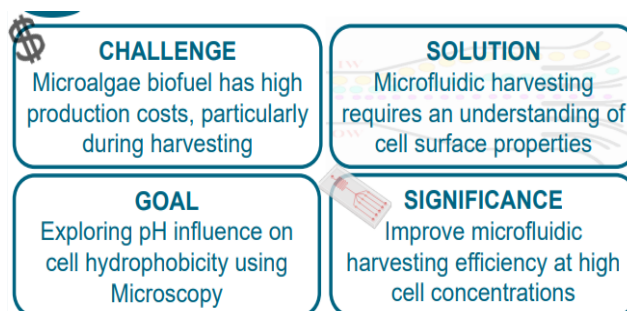 $
CHALLENGE
Microalgae biofuel has high
production costs, particularly
during harvesting
SOLUTION
Microfluidic harvesting
requires an understanding of
cell surface properties
GOAL
Exploring pH influence on
cell hydrophobicity using
Microscopy
SIGNIFICANCE
Improve microfluidic
harvesting efficiency at high
cell concentrations